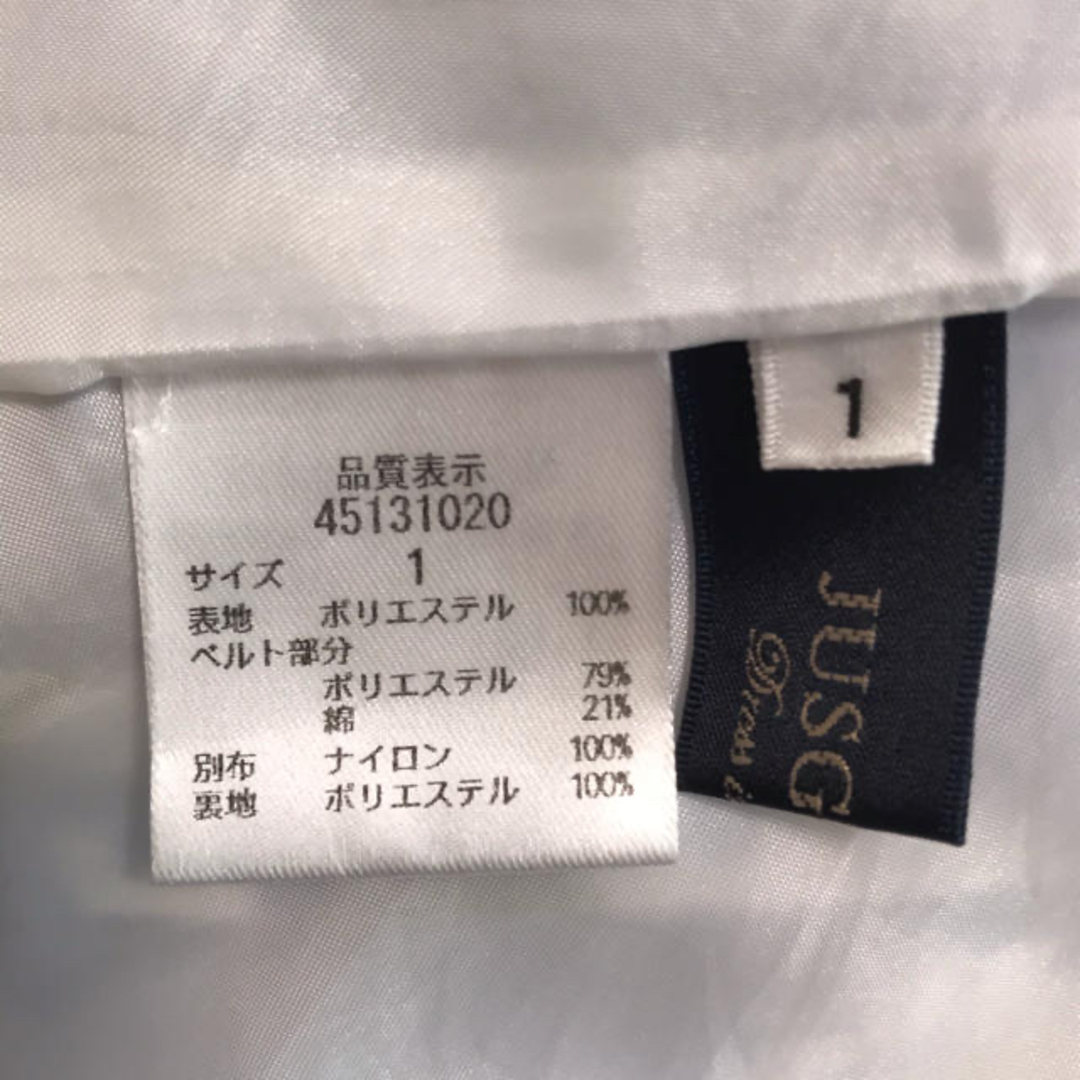 品質表示
45131020
サイズ 1
表地 ポリエステル 100%
ベルト部分
ポリエステル 79%
綿 21%
別布 ナイロン 100%
裏地 ポリエステル 100%
1
JUSG